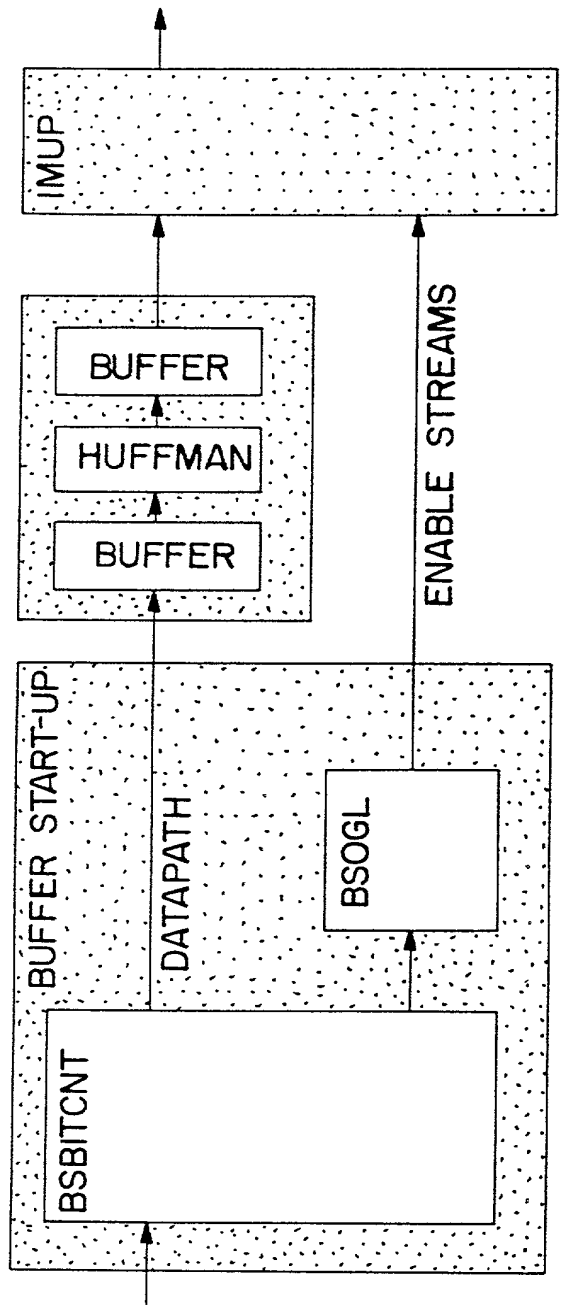 BUFFER START-UP
BSBITCNT
DATAPATH
BSOGL
BUFFER
HUFFMAN
BUFFER
ENABLE STREAMS
IMUP